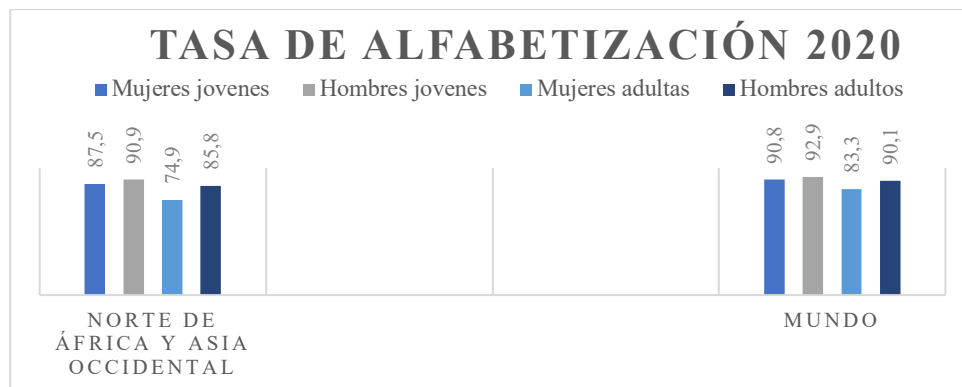 TASA DE ALFABETIZACIÓN 2020
Mujeres jovenes Hombres jovenes Mujeres adultas Hombres adultos
87,5 90,9 74,9 85,8 90,8 92,9 83,3 90,1
NORTE DE
ÁFRICA Y ASIA
OCCIDENTAL
MUNDO